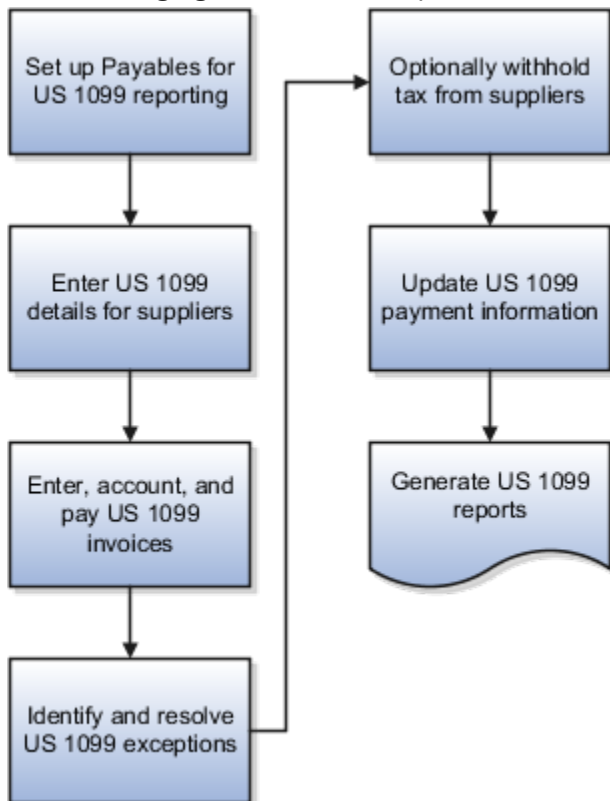 Set up Payables for
US 1099 reporting
Enter US 1099
details for suppliers
Enter, account, and
pay US 1099
invoices
Identify and resolve
US 1099 exceptions
Optionally withhold
tax from suppliers
Update US 1099
payment information
Generate US 1099
reports